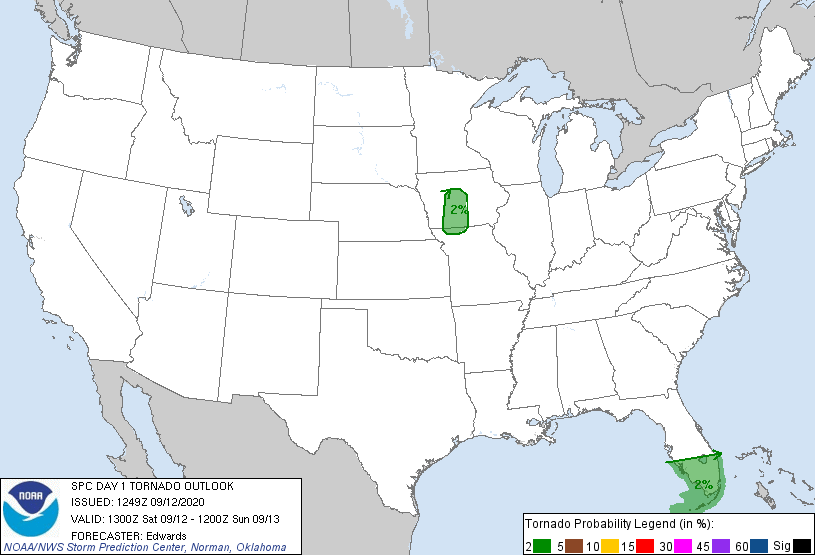 2%
2%
NOAA
SPC DAY 1 TORNADO OUTLOOK
ISSUED: 1249Z 09/12/2020
VALID: 1300Z Sat 09/12 - 1200Z Sun 09/13
FORECASTER: Edwards
NOAA/NWS Storm Prediction Center, Norman, Oklahoma
Tornado Probability Legend (in %):
2 5 10 15 30 45 60 Sig